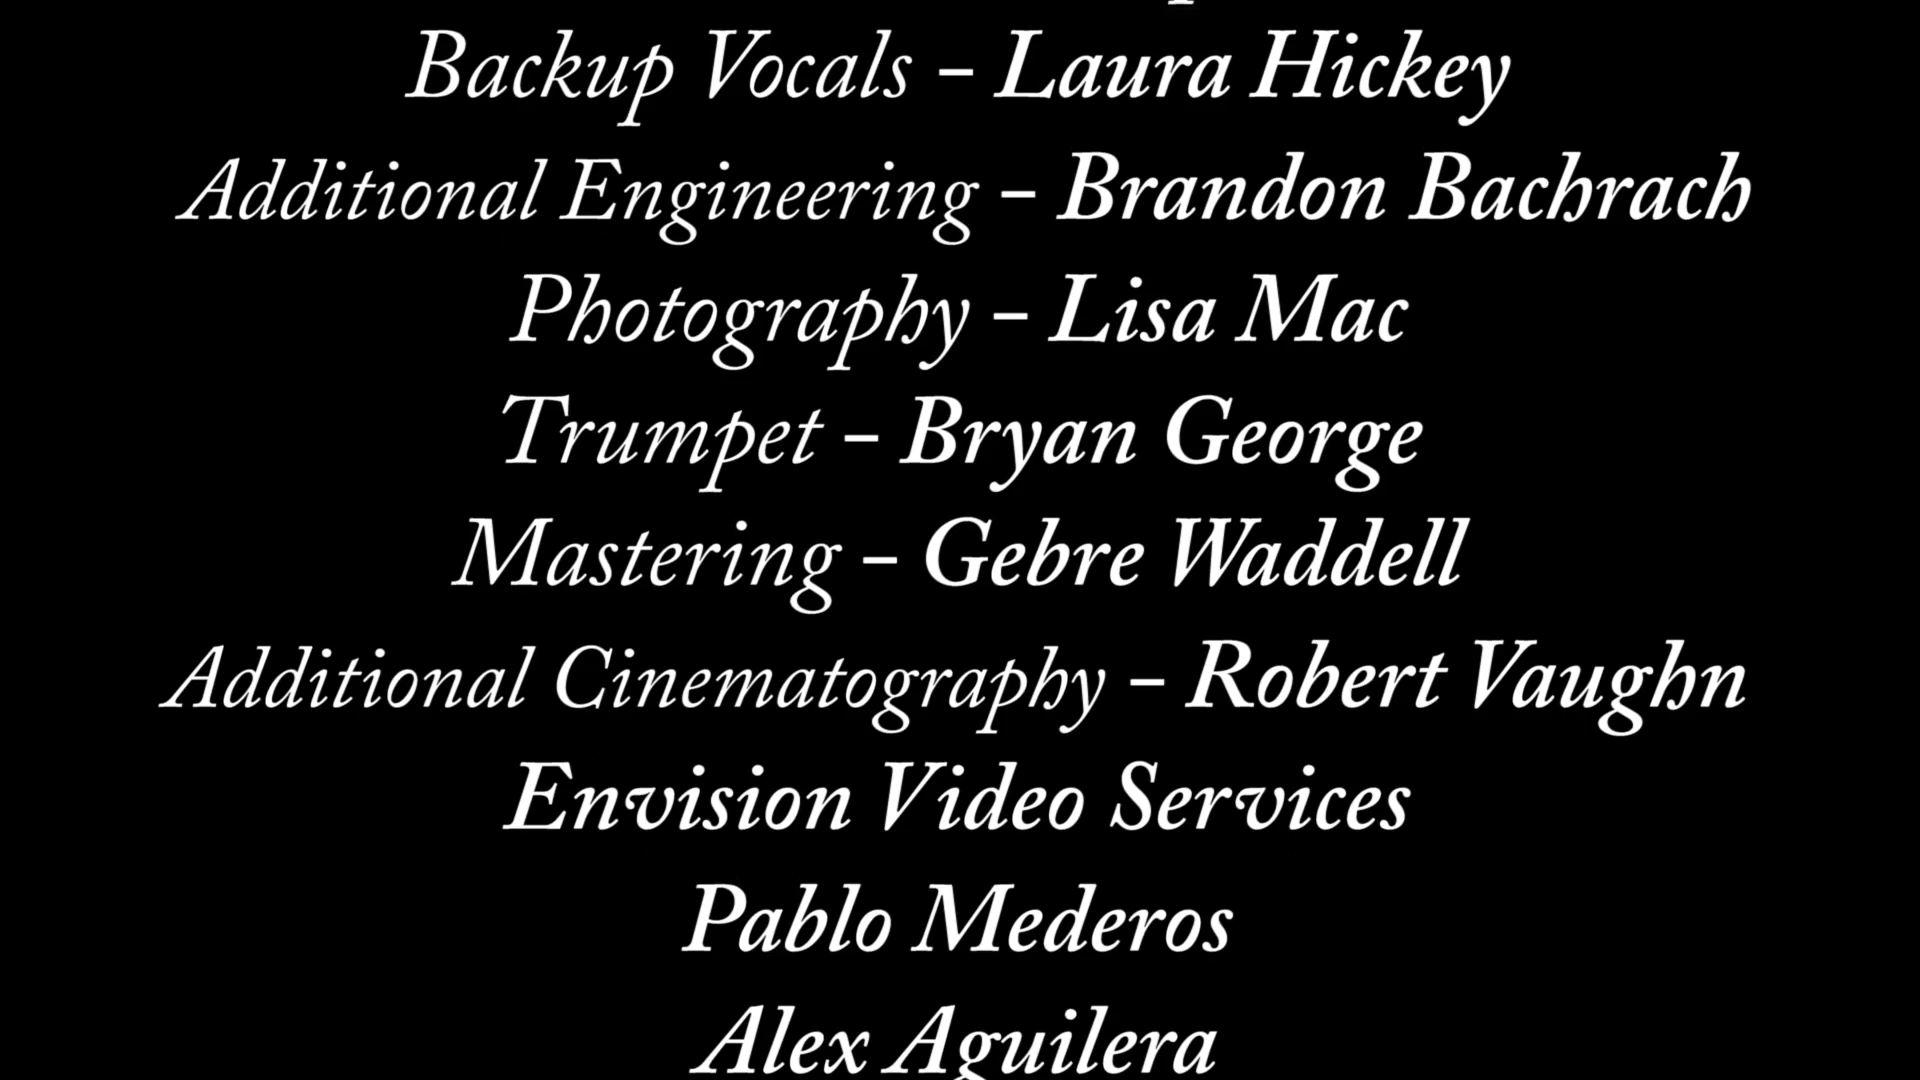 Backup Vocals – Laura Hickey
Additional Engineering – Brandon Bachrach
Photography – Lisa Mac
Trumpet – Bryan George
Mastering – Gebre Waddell
Additional Cinematography – Robert Vaughn
Envision Video Services
Pablo Mederos
Alex Aguilera